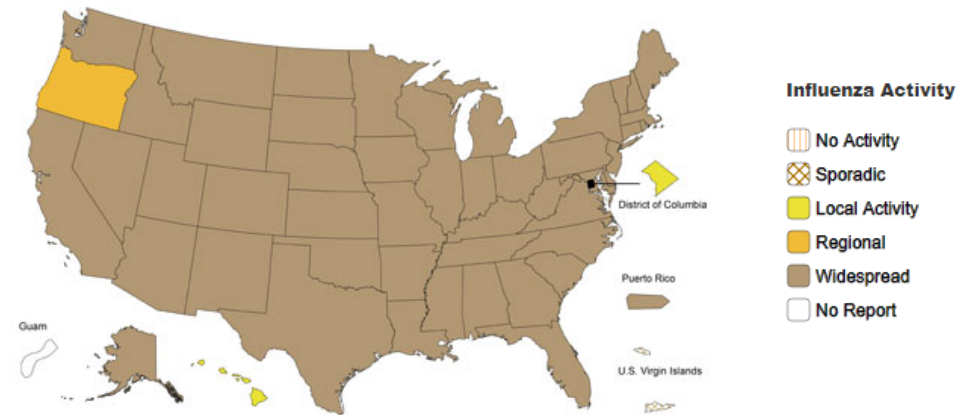 Influenza Activity
No Activity
Sporadic
Local Activity
Regional
Widespread
No Report
District of Columbia
Puerto Rico
Guam
U.S. Virgin Islands